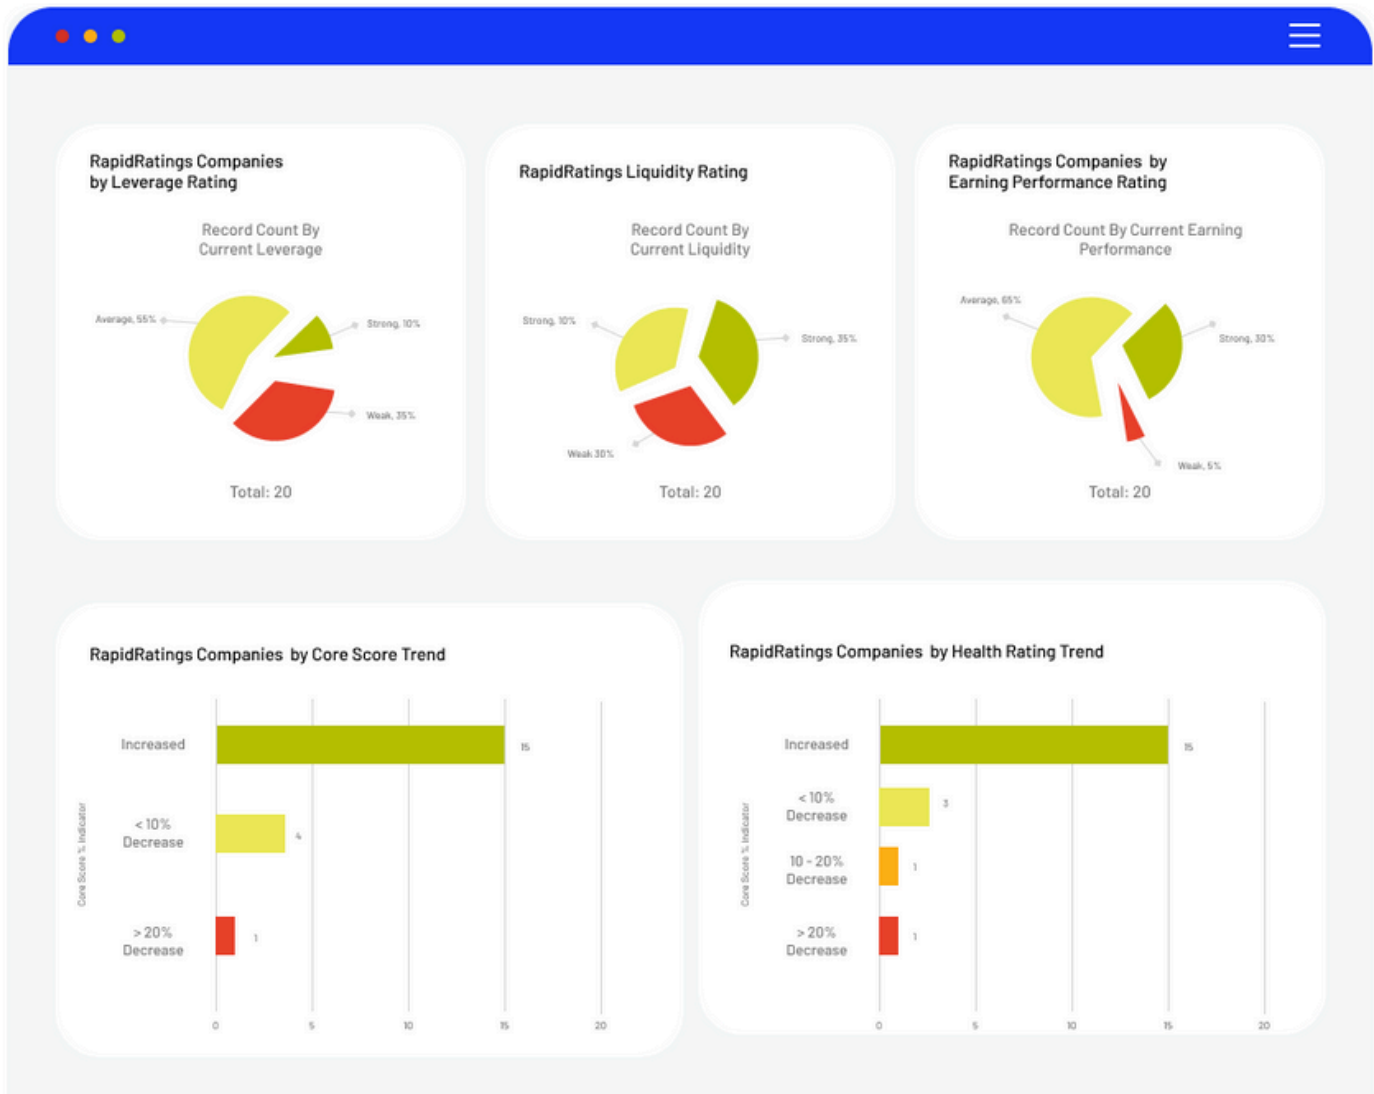 RapidRatings Companies
by Leverage Rating
Record Count By
Current Leverage
Average, 55%
Strong, 10%
Weak, 35%
Total: 20
RapidRatings Liquidity Rating
Record Count By
Current Liquidity
Strong, 10%
Strong, 35%
Weak 30%
Total: 20
RapidRatings Companies by
Earning Performance Rating
Record Count By Current Earning
Performance
Average, 65%
Strong, 30%
Weak, 5%
Total: 20
RapidRatings Companies by Core Score Trend
Core Score % Indicator
Increased
15
< 10%
Decrease
4
> 20%
Decrease
1
0 5 10 15 20
RapidRatings Companies by Health Rating Trend
Core Score % Indicator
Increased
15
< 10%
Decrease
3
10 - 20%
Decrease
1
> 20%
Decrease
1
0 5 10 15 20